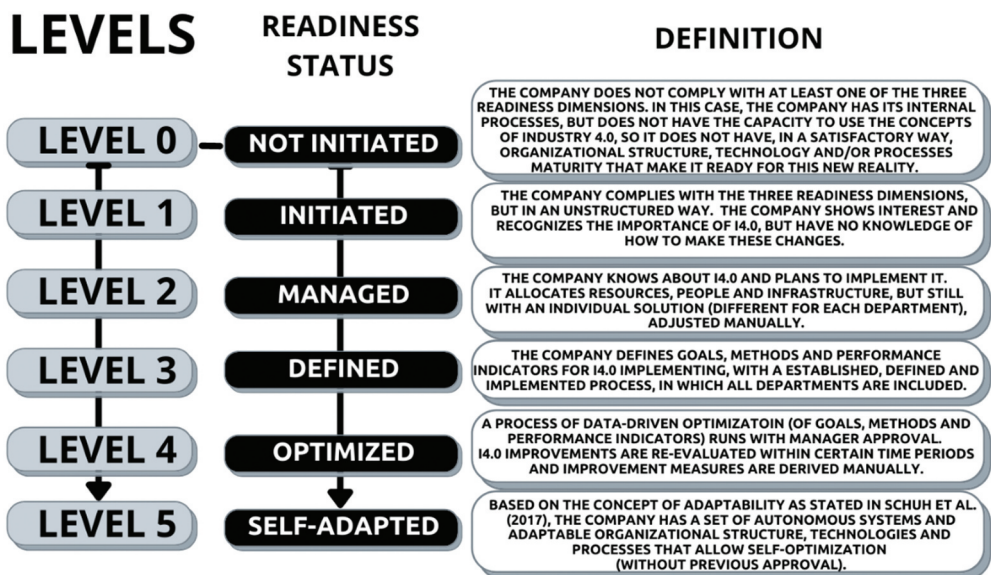 LEVELS
READINESS
STATUS
DEFINITION
LEVEL 0
NOT INITIATED
THE COMPANY DOES NOT COMPLY WITH AT LEAST ONE OF THE THREE
READINESS DIMENSIONS. IN THIS CASE, THE COMPANY HAS ITS INTERNAL
PROCESSES, BUT DOES NOT HAVE THE CAPACITY TO USE THE CONCEPTS
OF INDUSTRY 4.0, SO IT DOES NOT HAVE, IN A SATISFACTORY WAY,
ORGANIZATIONAL STRUCTURE, TECHNOLOGY AND/OR PROCESSES
MATURITY THAT MAKE IT READY FOR THIS NEW REALITY.
LEVEL 1
INITIATED
THE COMPANY COMPLIES WITH THE THREE READINESS DIMENSIONS,
BUT IN AN UNSTRUCTURED WAY. THE COMPANY SHOWS INTEREST AND
RECOGNIZES THE IMPORTANCE OF I4.0, BUT HAVE NO KNOWLEDGE OF
HOW TO MAKE THESE CHANGES.
LEVEL 2
MANAGED
THE COMPANY KNOWS ABOUT I4.0 AND PLANS TO IMPLEMENT IT.
IT ALLOCATES RESOURCES, PEOPLE AND INFRASTRUCTURE, BUT STILL
WITH AN INDIVIDUAL SOLUTION (DIFFERENT FOR EACH DEPARTMENT),
ADJUSTED MANUALLY.
LEVEL 3
DEFINED
THE COMPANY DEFINES GOALS, METHODS AND PERFORMANCE
INDICATORS FOR I4.0 IMPLEMENTING, WITH A ESTABLISHED, DEFINED AND
IMPLEMENTED PROCESS, IN WHICH ALL DEPARTMENTS ARE INCLUDED.
LEVEL 4
OPTIMIZED
A PROCESS OF DATA-DRIVEN OPTIMIZATOIN (OF GOALS, METHODS AND
PERFORMANCE INDICATORS) RUNS WITH MANAGER APPROVAL.
I4.0 IMPROVEMENTS ARE RE-EVALUATED WITHIN CERTAIN TIME PERIODS
AND IMPROVEMENT MEASURES ARE DERIVED MANUALLY.
LEVEL 5
SELF-ADAPTED
BASED ON THE CONCEPT OF ADAPTABILITY AS STATED IN SCHUH ET AL.
(2017), THE COMPANY HAS A SET OF AUTONOMOUS SYSTEMS AND
ADAPTABLE ORGANIZATIONAL STRUCTURE, TECHNOLOGIES AND
PROCESSES THAT ALLOW SELF-OPTIMIZATION
(WITHOUT PREVIOUS APPROVAL).